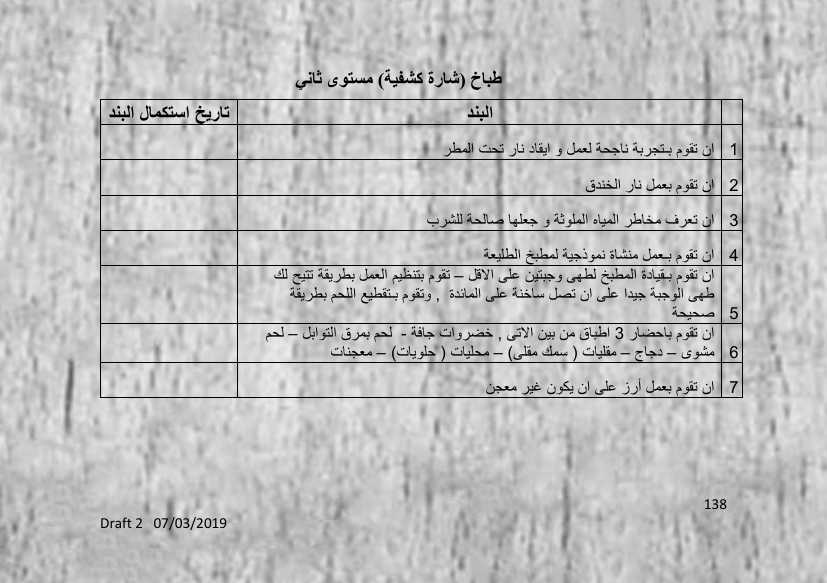 طباخ (شارة كشفية) مستوى ثاني
البند تاريخ استكمال البند
1 ان تقوم بتجربة ناجحة لعمل و ايقاد نار تحت المطر
2 ان تقوم بعمل نار الخندق
3 ان تعرف مخاطر المياه الملوثة و جعلها صالحة للشرب
4 ان تقوم بعمل منشاة نموذجية لمطبخ الطليعة
ان تقوم بقيادة المطبخ لطهى وجبتين على الاقل – تقوم بتنظيم العمل بطريقة تتيح لك
طهى الوجبة جيدا على ان تصل ساخنة على المائدة , وتقوم بتقطيع اللحم بطريقة
5 صحيحة
ان تقوم باحضار 3 اطباق من بين الاتى , خضروات جافة - لحم بمرق التوابل – لحم
6 مشوى – دجاج – مقليات ( سمك مقلى) – محليات ( حلويات) – معجنات
7 ان تقوم بعمل أرز على ان يكون غير معجن
138
Draft 2 07/03/2019